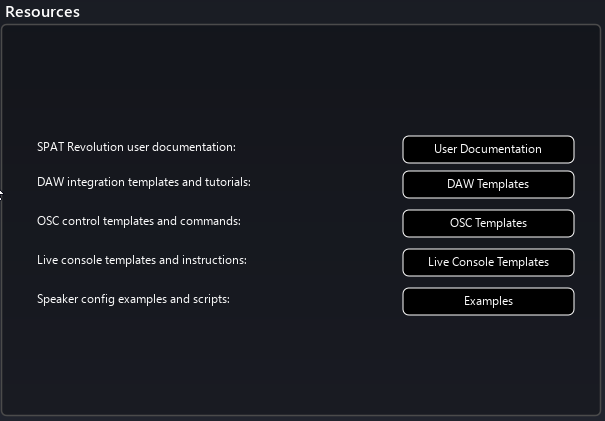 Resources
SPAT Revolution user documentation: User Documentation
DAW integration templates and tutorials: DAW Templates
OSC control templates and commands: OSC Templates
Live console templates and instructions: Live Console Templates
Speaker config examples and scripts: Examples